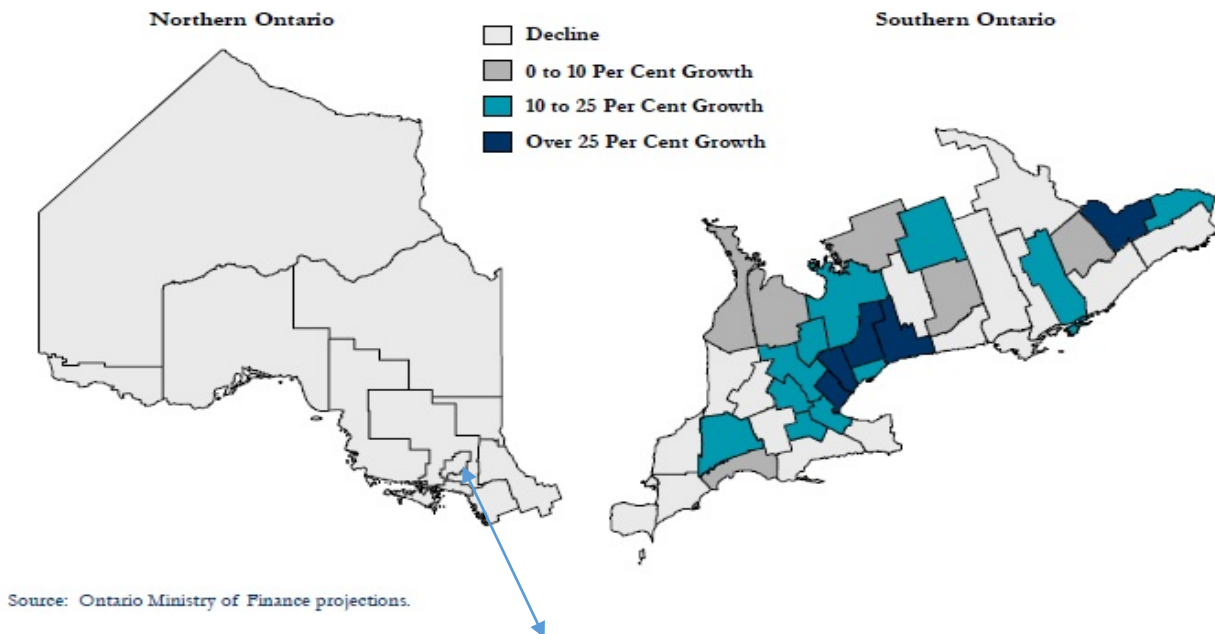 Northern Ontario
Southern Ontario
Decline
0 to 10 Per Cent Growth
10 to 25 Per Cent Growth
Over 25 Per Cent Growth
Source: Ontario Ministry of Finance projections.